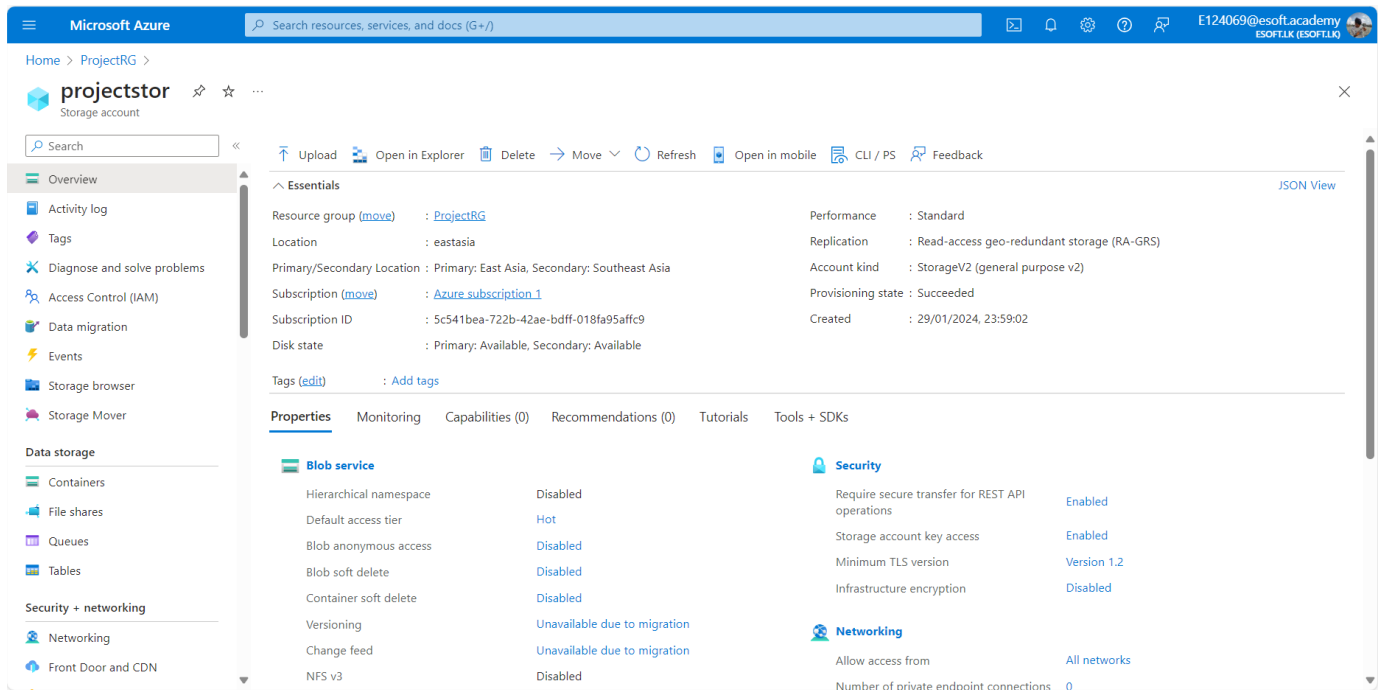 Microsoft Azure
Search resources, services, and docs (G+/)
E124069@esoft.academy
ESOFT.LK (ESOFT.LK)
Home > ProjectRG >
projectstor
Storage account
Search
Overview
Activity log
Tags
Diagnose and solve problems
Access Control (IAM)
Data migration
Events
Storage browser
Storage Mover
Data storage
Containers
File shares
Queues
Tables
Security + networking
Networking
Front Door and CDN
Upload Open in Explorer Delete Move Refresh Open in mobile CLI / PS Feedback
Essentials
JSON View
Resource group (move) : ProjectRG
Location : eastasia
Primary/Secondary Location : Primary: East Asia, Secondary: Southeast Asia
Subscription (move) : Azure subscription 1
Subscription ID : 5c541bea-722b-42ae-bdff-018fa95affc9
Disk state : Primary: Available, Secondary: Available
Performance : Standard
Replication : Read-access geo-redundant storage (RA-GRS)
Account kind : StorageV2 (general purpose v2)
Provisioning state : Succeeded
Created : 29/01/2024, 23:59:02
Tags (edit) : Add tags
Properties Monitoring Capabilities (0) Recommendations (0) Tutorials Tools + SDKs
Blob service
Hierarchical namespace Disabled
Default access tier Hot
Blob anonymous access Disabled
Blob soft delete Disabled
Container soft delete Disabled
Versioning Unavailable due to migration
Change feed Unavailable due to migration
NFS v3 Disabled
Security
Require secure transfer for REST API
operations Enabled
Storage account key access Enabled
Minimum TLS version Version 1.2
Infrastructure encryption Disabled
Networking
Allow access from All networks
Number of private endpoint connections 0